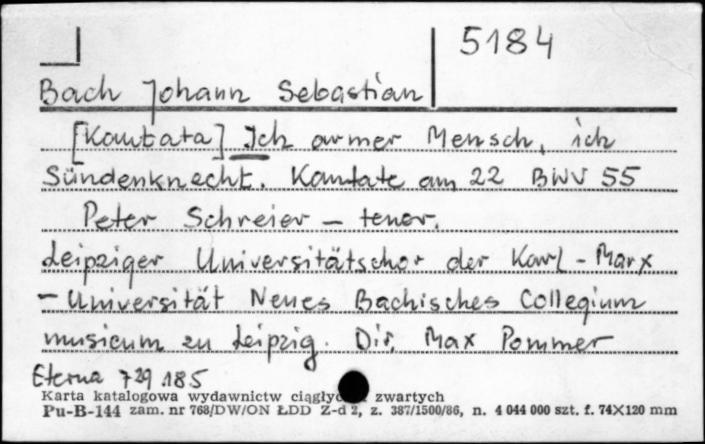 5184
Bach Johann Sebastian
[Kantata] Ich armer Mensch, ich
Sündenknecht. Kantate am 22 BWV 55
Peter Schreier – tenor.
Leipziger Universitätschor der Karl - Marx
- Universität Neues Bachisches Collegium
musicum zu Leipzig. Dir. Max Pommer
Eterna 729 185
Karta katalogowa wydawnictw zwartych
Pu-B-144 zam. nr 768/DW/ON ŁDD Z-d 2, z. 387/1500/86, n. 4 044 000 szt. f. 74X120 mm